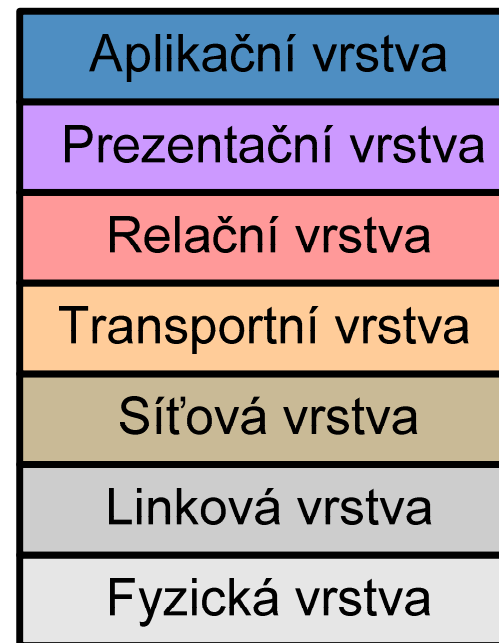 Aplikační vrstva
Prezentační vrstva
Relační vrstva
Transportní vrstva
Síťová vrstva
Linková vrstva
Fyzická vrstva